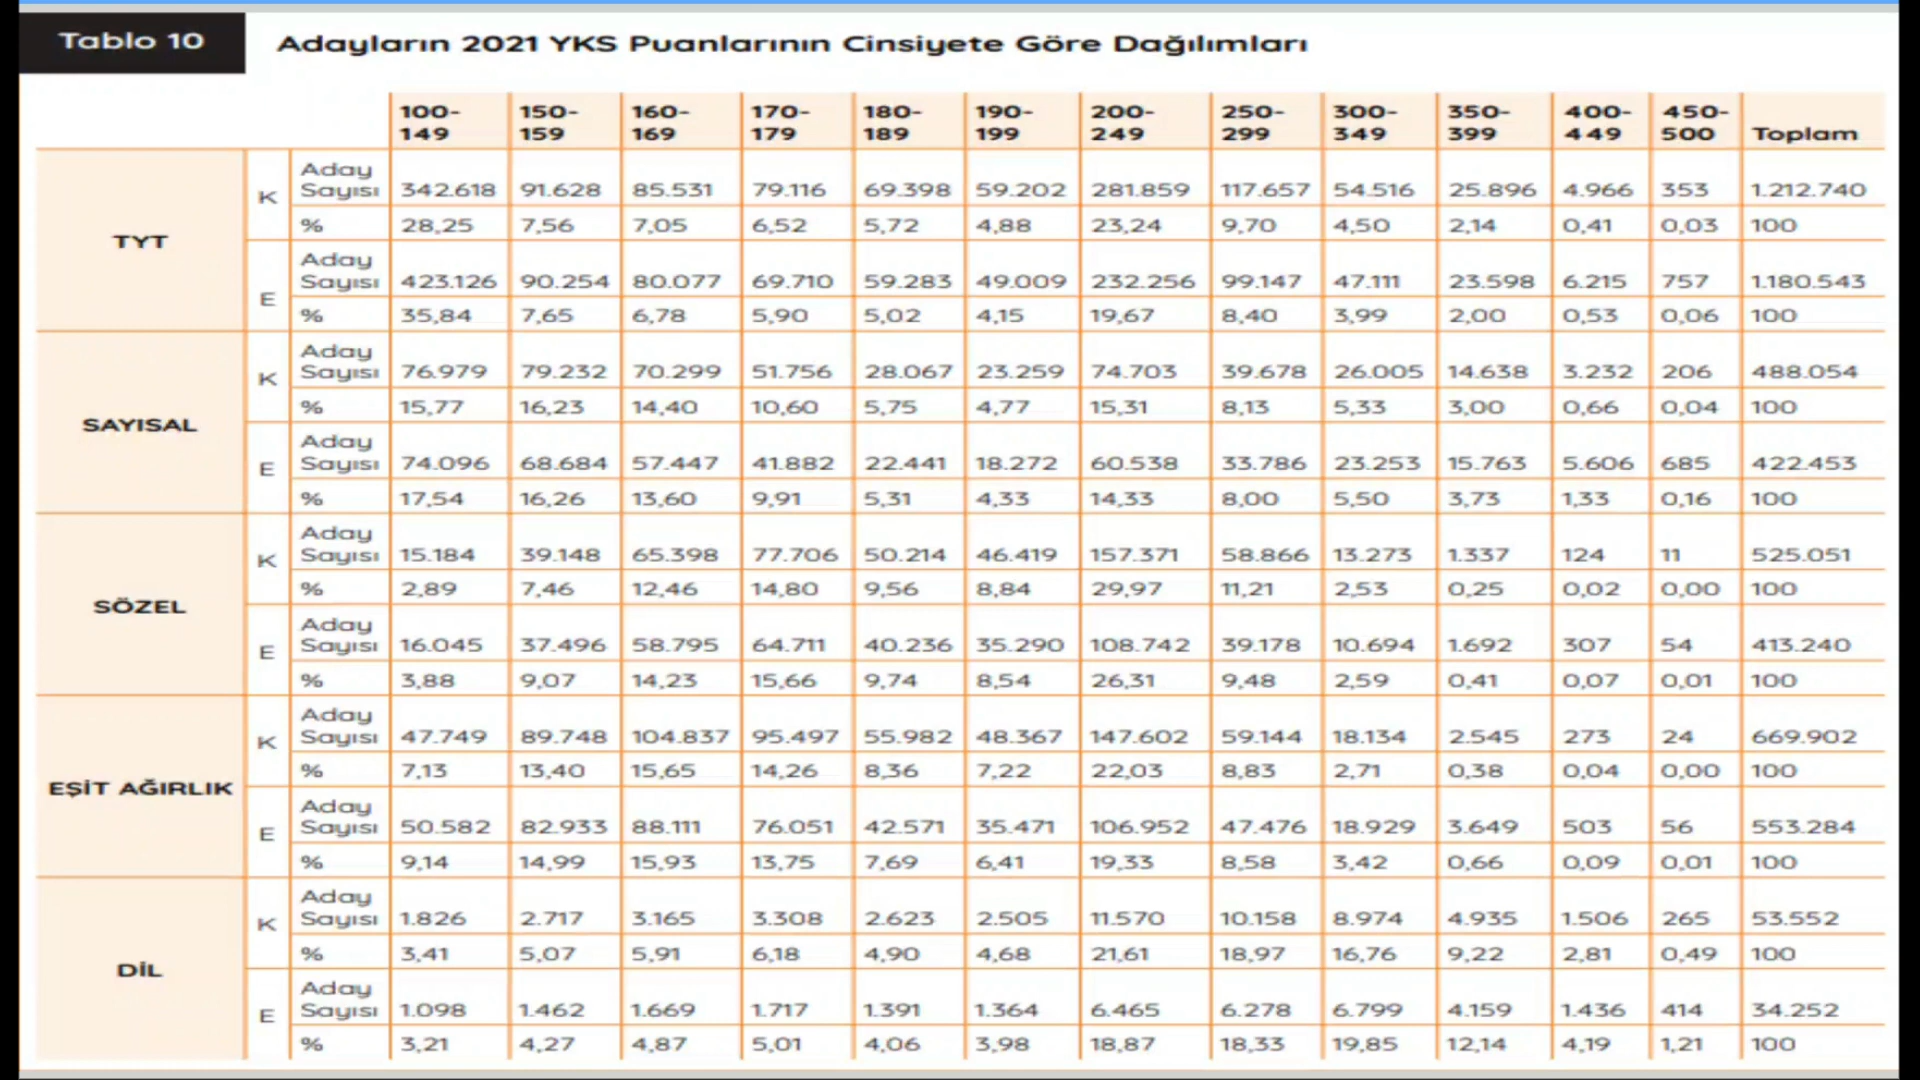 Tablo 10 Adayların 2021 YKS Puanlarının Cinsiyete Göre Dağılımları
100-149 150-159 160-169 170-179 180-189 190-199 200-249 250-299 300-349 350-399 400-449 450-500 Toplam
TYT
K Aday Sayısı 342.618 91.628 85.531 79.116 69.398 59.202 281.859 117.657 54.516 25.896 4.966 353 1.212.740
% 28,25 7,56 7,05 6,52 5,72 4,88 23,24 9,70 4,50 2,14 0,41 0,03 100
E Aday Sayısı 423.126 90.254 80.077 69.710 59.283 49.009 232.256 99.147 47.111 23.598 6.215 757 1.180.543
% 35,84 7,65 6,78 5,90 5,02 4,15 19,67 8,40 3,99 2,00 0,53 0,06 100
SAYISAL
K Aday Sayısı 76.979 79.232 70.299 51.756 28.067 23.259 74.703 39.678 26.005 14.638 3.232 206 488.054
% 15,77 16,23 14,40 10,60 5,75 4,77 15,31 8,13 5,33 3,00 0,66 0,04 100
E Aday Sayısı 74.096 68.684 57.447 41.882 22.441 18.272 60.538 33.786 23.253 15.763 5.606 685 422.453
% 17,54 16,26 13,60 9,91 5,31 4,33 14,33 8,00 5,50 3,73 1,33 0,16 100
SÖZEL
K Aday Sayısı 15.184 39.148 65.398 77.706 50.214 46.419 157.371 58.866 13.273 1.337 124 11 525.051
% 2,89 7,46 12,46 14,80 9,56 8,84 29,97 11,21 2,53 0,25 0,02 0,00 100
E Aday Sayısı 16.045 37.496 58.795 64.711 40.236 35.290 108.742 39.178 10.694 1.692 307 54 413.240
% 3,88 9,07 14,23 15,66 9,74 8,54 26,31 9,48 2,59 0,41 0,07 0,01 100
EŞİT AĞIRLIK
K Aday Sayısı 47.749 89.748 104.837 95.497 55.982 48.367 147.602 59.144 18.134 2.545 273 24 669.902
% 7,13 13,40 15,65 14,26 8,36 7,22 22,03 8,83 2,71 0,38 0,04 0,00 100
E Aday Sayısı 50.582 82.933 88.111 76.051 42.571 35.471 106.952 47.476 18.929 3.649 503 56 553.284
% 9,14 14,99 15,93 13,75 7,69 6,41 19,33 8,58 3,42 0,66 0,09 0,01 100
DİL
K Aday Sayısı 1.826 2.717 3.165 3.308 2.623 2.505 11.570 10.158 8.974 4.935 1.506 265 53.552
% 3,41 5,07 5,91 6,18 4,90 4,68 21,61 18,97 16,76 9,22 2,81 0,49 100
E Aday Sayısı 1.098 1.462 1.669 1.717 1.391 1.364 6.465 6.278 6.799 4.159 1.436 414 34.252
% 3,21 4,27 4,87 5,01 4,06 3,98 18,87 18,33 19,85 12,14 4,19 1,21 100